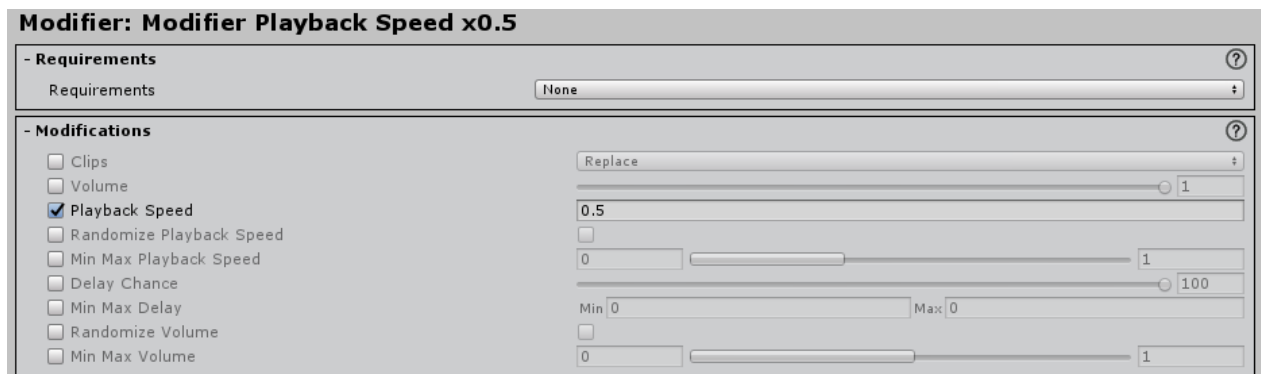 Modifier: Modifier Playback Speed x0.5
- Requirements ?
Requirements None
- Modifications ?
Clips Replace
Volume 1
Playback Speed 0.5
Randomize Playback Speed
Min Max Playback Speed 0 1
Delay Chance 100
Min Max Delay Min 0 Max 0
Randomize Volume
Min Max Volume 0 1